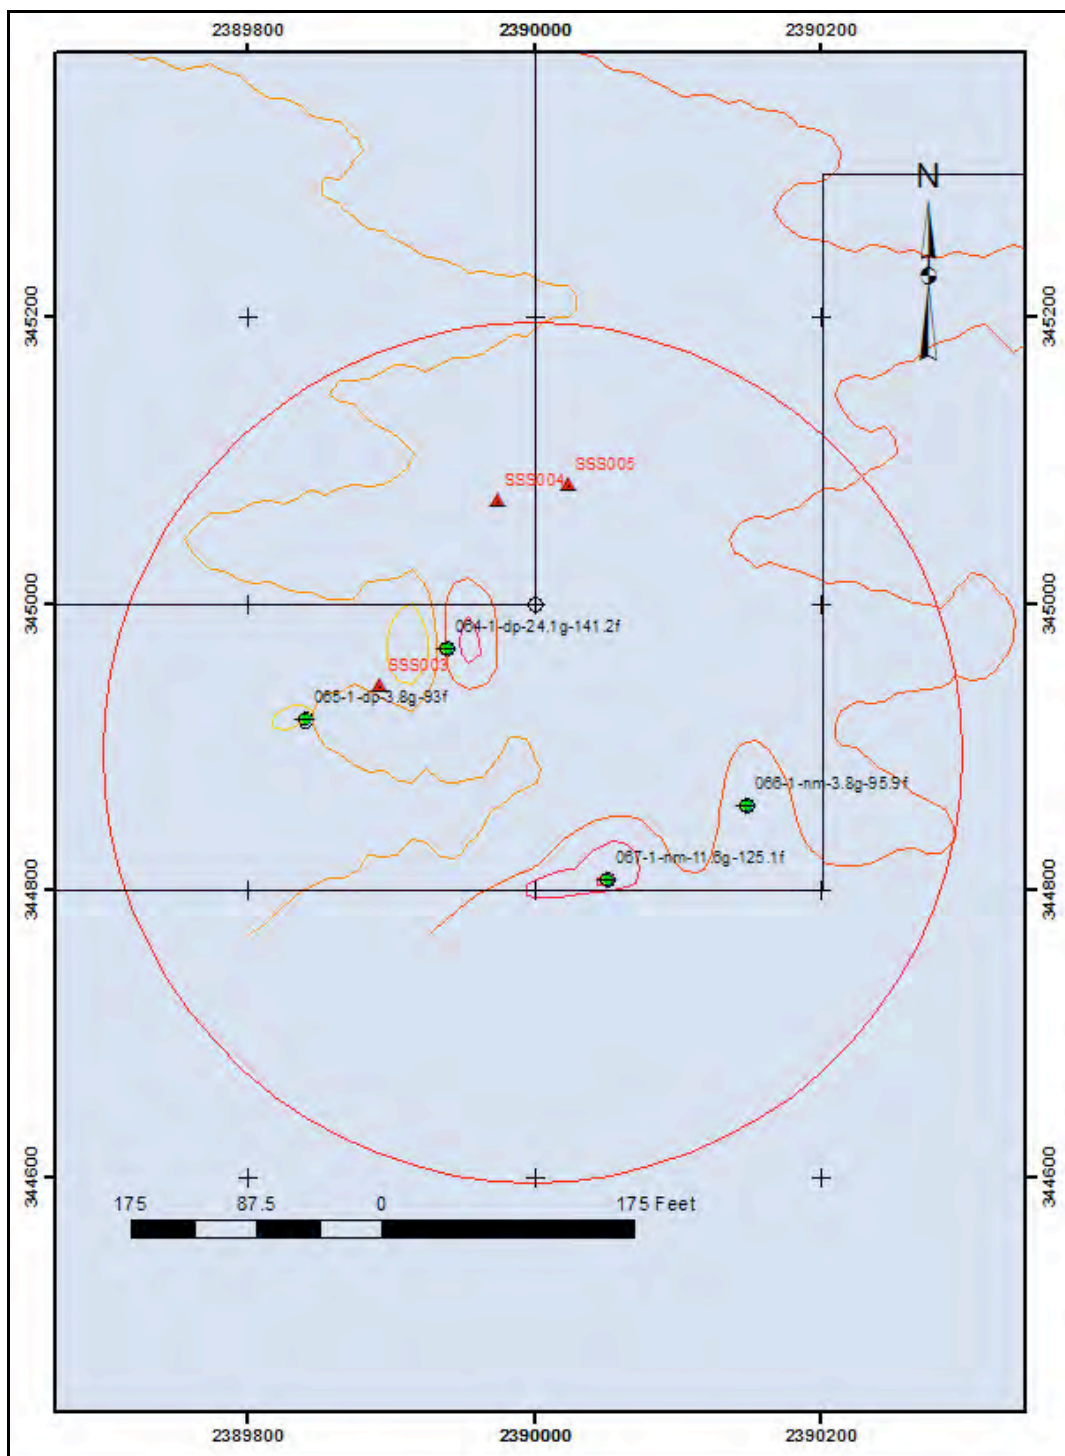 2389800 2390000 2390200
N
345200 345200
SSS005
SSS004
345000 345000
064-1-dp-24.1g-141.2f
SSS003
065-1-dp-3.8g-93f
066-1-nm-3.8g-95.9f
067-1-nm-11.6g-125.1f
344800 344800
344600 344600
175 87.5 0 175 Feet
2389800 2390000 2390200